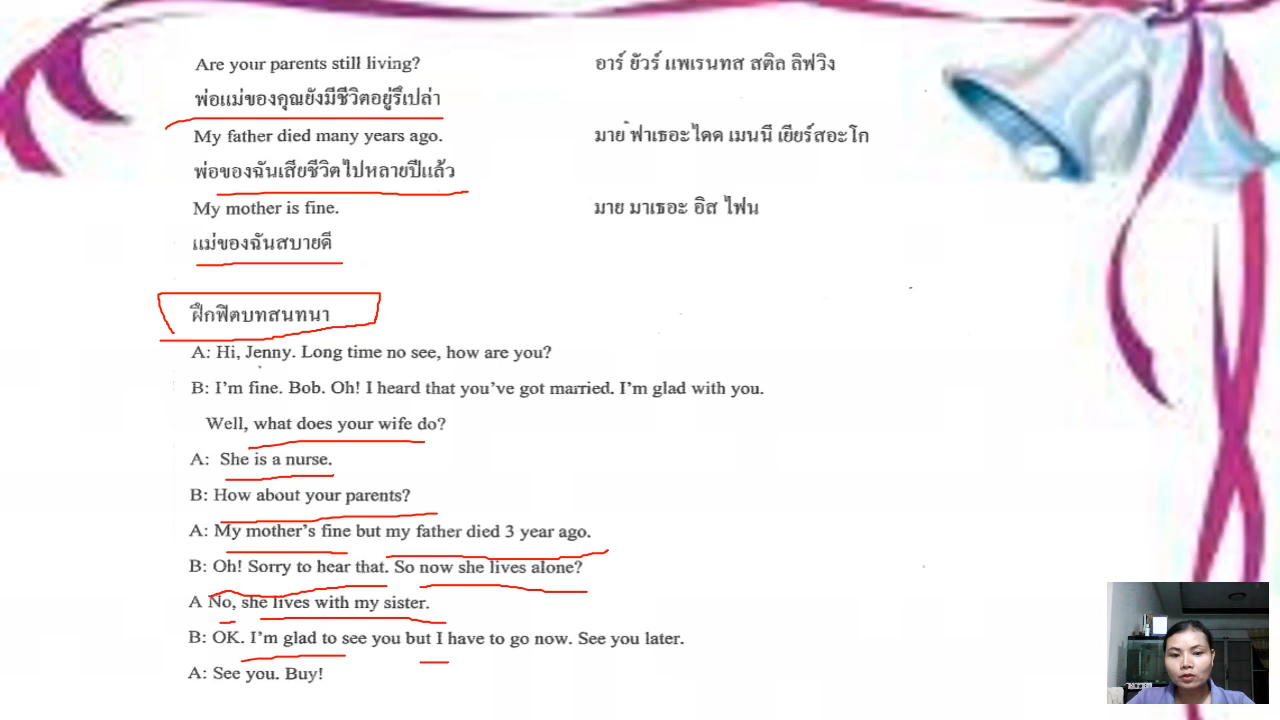 Are your parents still living? อาร์ ยัวร์ แพเรนทส สติล ลิฟวิง
พ่อแม่ของคุณยังมีชีวิตอยู่รึเปล่า
My father died many years ago. มาย ฟาเธอะ ไดด เมนนี เยียร์สอะโก
พ่อของฉันเสียชีวิตไปหลายปีแล้ว
My mother is fine. มาย มาเธอะ อิส ไฟน
แม่ของฉันสบายดี
ฝึกฟิตบทสนทนา
A: Hi, Jenny. Long time no see, how are you?
B: I'm fine. Bob. Oh! I heard that you've got married. I'm glad with you.
Well, what does your wife do?
A: She is a nurse.
B: How about your parents?
A: My mother's fine but my father died 3 year ago.
B: Oh! Sorry to hear that. So now she lives alone?
A No, she lives with my sister.
B: OK. I'm glad to see you but I have to go now. See you later.
A: See you. Buy!